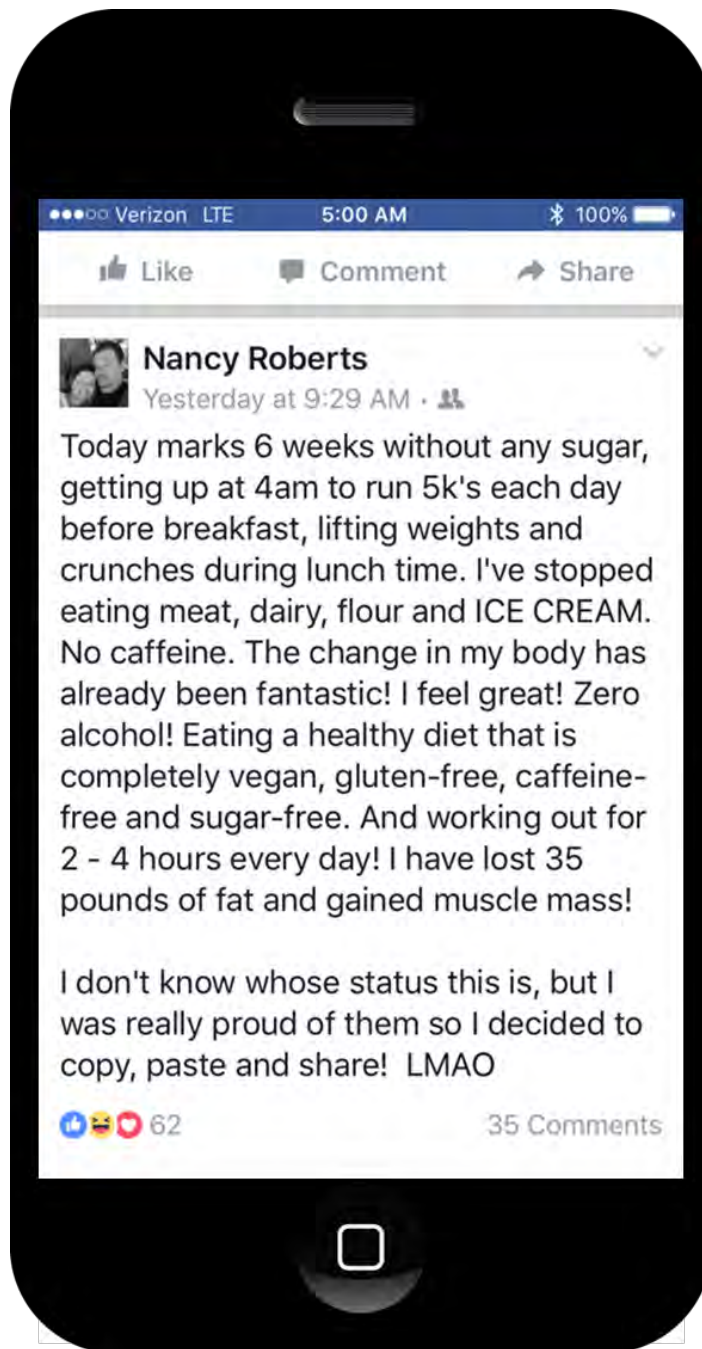 Verizon LTE 5:00 AM 100%
Like Comment Share
Nancy Roberts
Yesterday at 9:29 AM ·
Today marks 6 weeks without any sugar,
getting up at 4am to run 5k's each day
before breakfast, lifting weights and
crunches during lunch time. I've stopped
eating meat, dairy, flour and ICE CREAM.
No caffeine. The change in my body has
already been fantastic! I feel great! Zero
alcohol! Eating a healthy diet that is
completely vegan, gluten-free, caffeine-
free and sugar-free. And working out for
2 - 4 hours every day! I have lost 35
pounds of fat and gained muscle mass!
I don't know whose status this is, but I
was really proud of them so I decided to
copy, paste and share!  LMAO
62 35 Comments